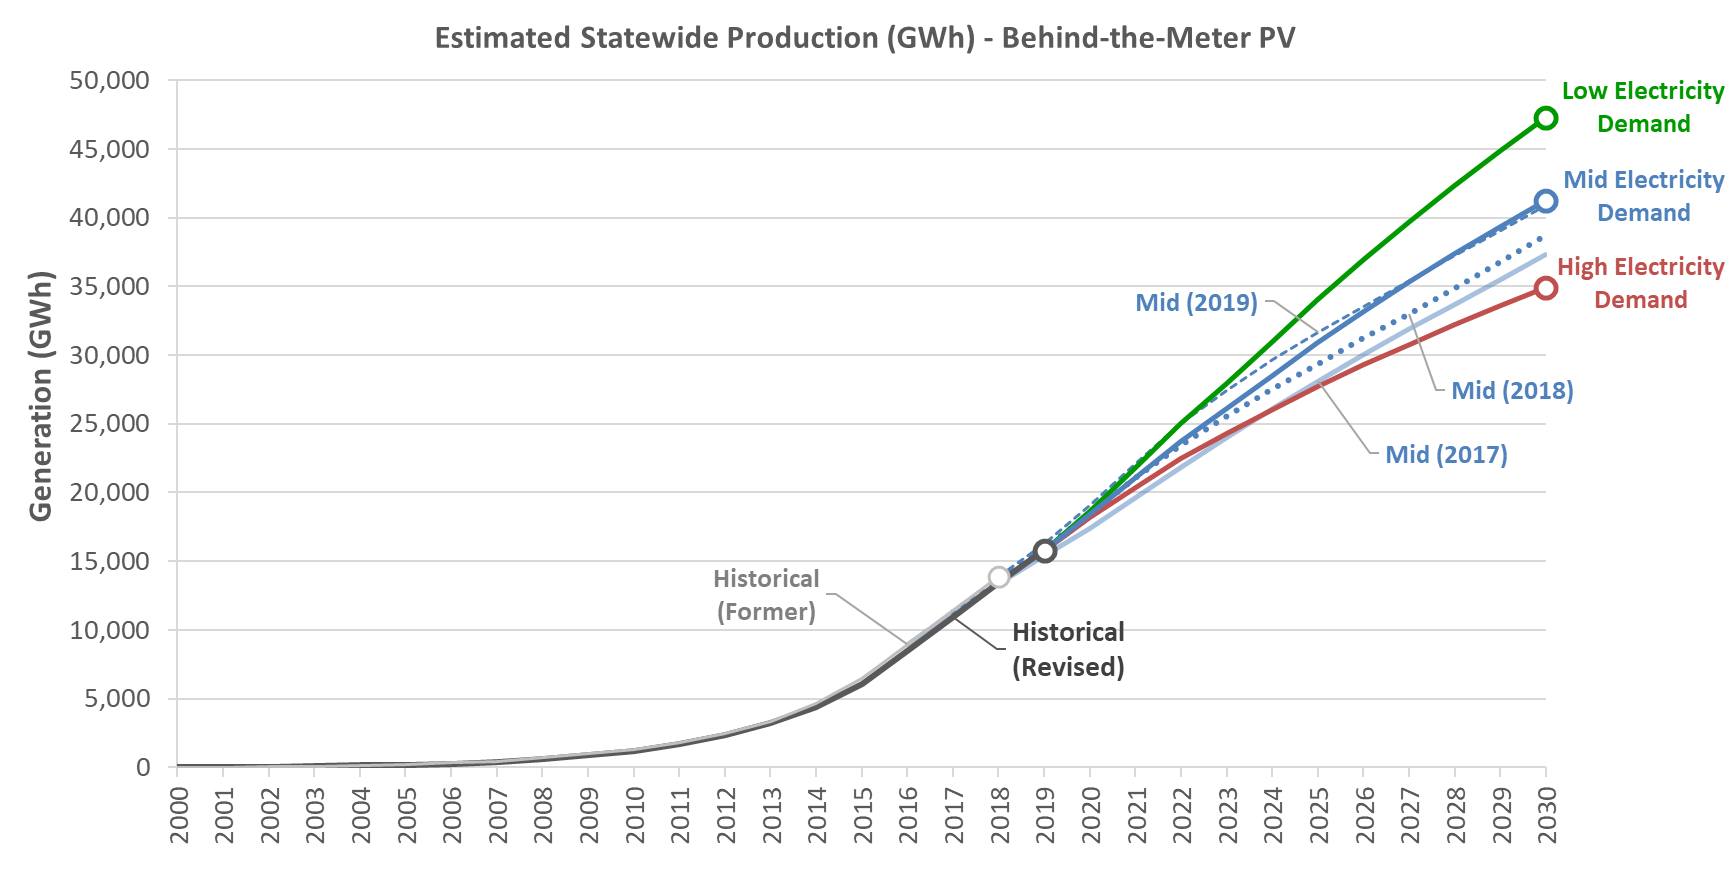 Estimated Statewide Production (GWh) - Behind-the-Meter PV
Generation (GWh)
50,000
45,000
40,000
35,000
30,000
25,000
20,000
15,000
10,000
5,000
0
Low Electricity
Demand
Mid Electricity
Demand
High Electricity
Demand
Mid (2019)
Mid (2018)
Mid (2017)
Historical
(Former)
Historical
(Revised)
2000
2001
2002
2003
2004
2005
2006
2007
2008
2009
2010
2011
2012
2013
2014
2015
2016
2017
2018
2019
2020
2021
2022
2023
2024
2025
2026
2027
2028
2029
2030